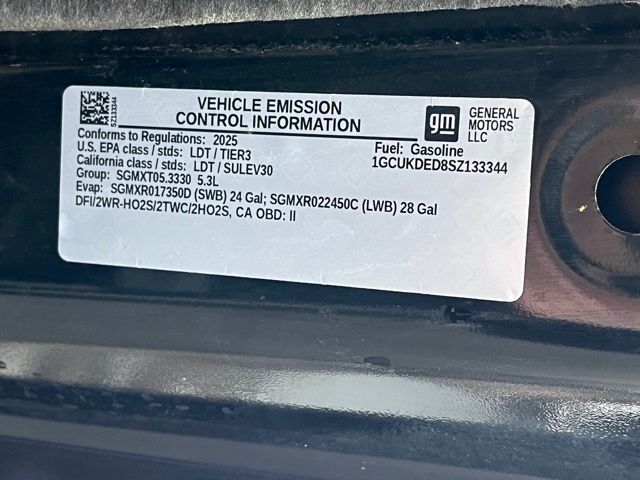 SZ133344
VEHICLE EMISSION
CONTROL INFORMATION
gm
GENERAL
MOTORS
LLC
Conforms to Regulations: 2025
U.S. EPA class / stds: LDT / TIER3
California class / stds: LDT / SULEV30
Group: SGMXT05.3330 5.3L
Evap: SGMXR017350D (SWB) 24 Gal; SGMXR022450C (LWB) 28 Gal
DFI/2WR-HO2S/2TWC/2HO2S, CA OBD: II
Fuel: Gasoline
1GCUKDED8SZ133344